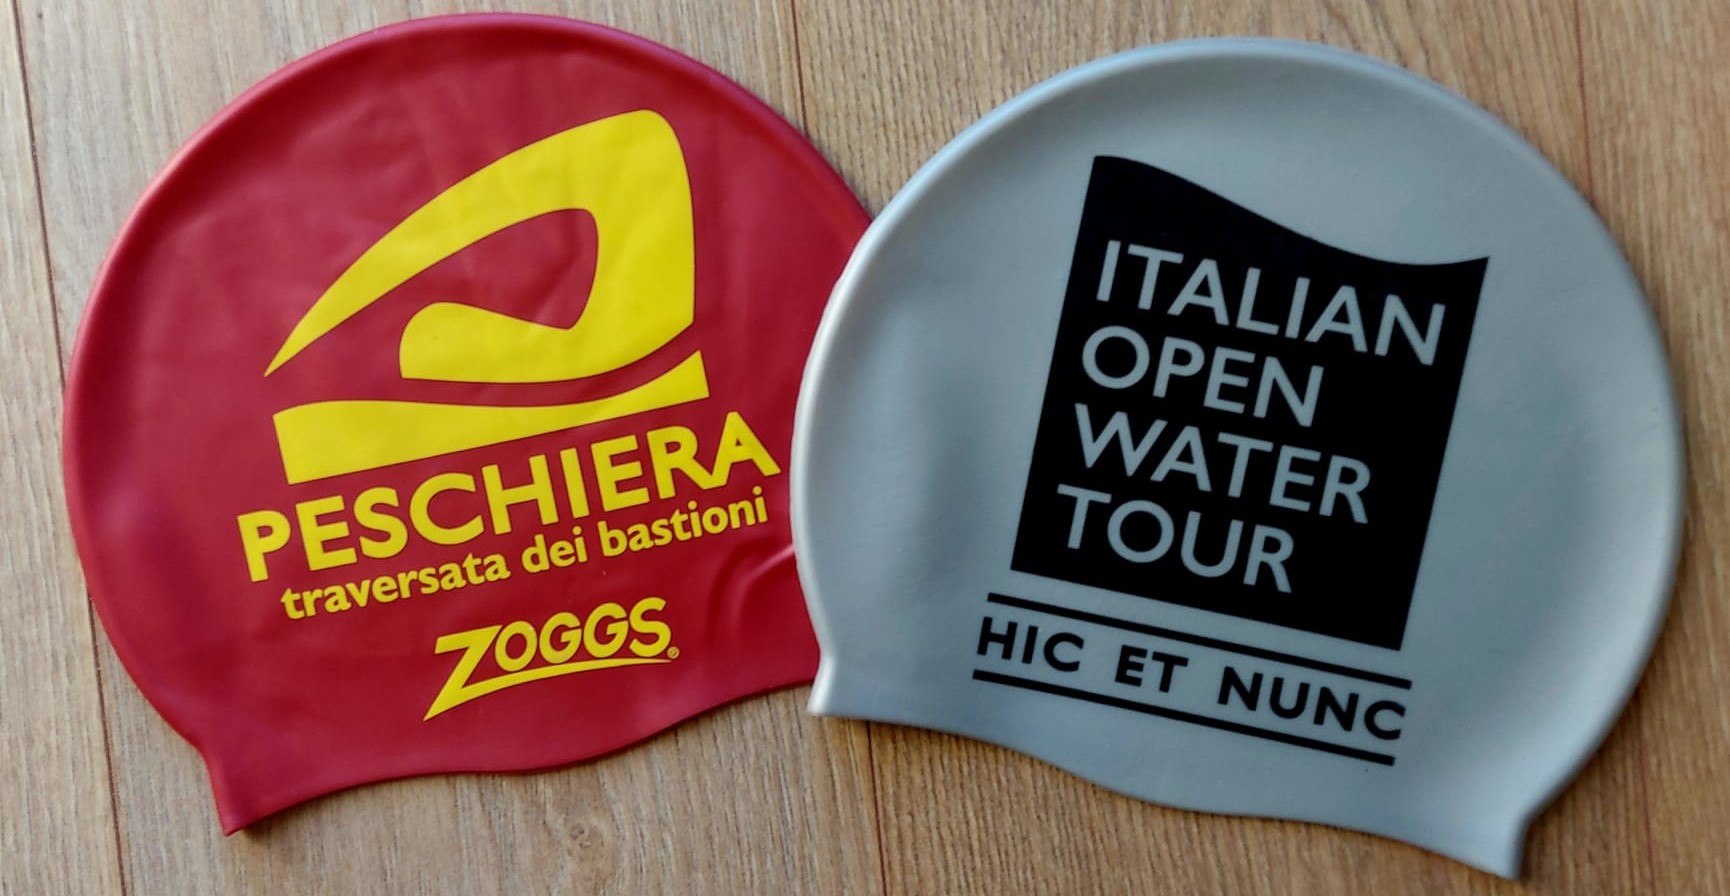 PESCHIERA
traversata dei bastioni
ZOGGS®
ITALIAN
OPEN
WATER
TOUR
HIC ET NUNC